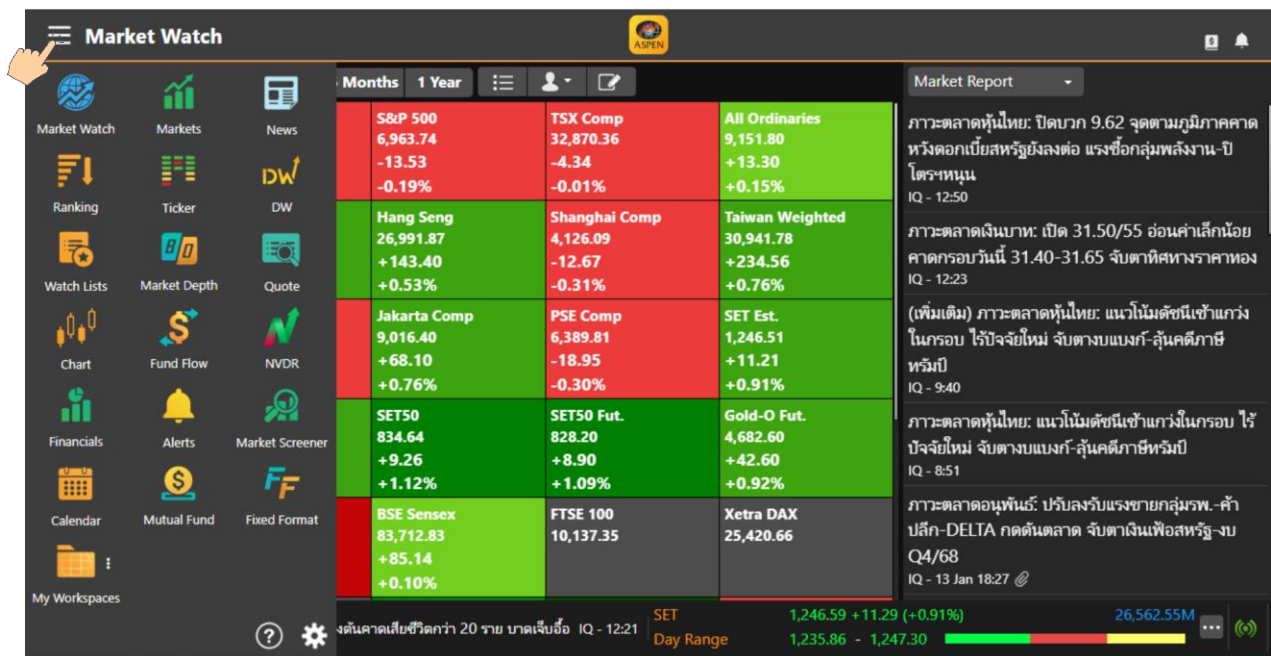 Market Watch
ASPEN
Market Watch
Markets
News
Ranking
Ticker
DW
DW
Watch Lists
Market Depth
Quote
Chart
Fund Flow
NVDR
Financials
Alerts
Market Screener
Calendar
Mutual Fund
Fixed Format
My Workspaces
Months
1 Year
S&P 500
6,963.74
-13.53
-0.19%
TSX Comp
32,870.36
-4.34
-0.01%
All Ordinaries
9,151.80
+13.30
+0.15%
Hang Seng
26,991.87
+143.40
+0.53%
Shanghai Comp
4,126.09
-12.67
-0.31%
Taiwan Weighted
30,941.78
+234.56
+0.76%
Jakarta Comp
9,016.40
+68.10
+0.76%
PSE Comp
6,389.81
-18.95
-0.30%
SET Est.
1,246.51
+11.21
+0.91%
SET50
834.64
+9.26
+1.12%
SET50 Fut.
828.20
+8.90
+1.09%
Gold-O Fut.
4,682.60
+42.60
+0.92%
BSE Sensex
83,712.83
+85.14
+0.10%
FTSE 100
10,137.35
Xetra DAX
25,420.66
Market Report
ภาวะตลาดหุ้นไทย: ปิดบวก 9.62 จุดตามภูมิภาคคาด
หวังดอกเบี้ยสหรัฐยังลงต่อ แรงซื้อกลุ่มพลังงาน-ปิ
โตรฯหนุน
IQ - 12:50
ภาวะตลาดเงินบาท: เปิด 31.50/55 อ่อนค่าเล็กน้อย
คาดกรอบวันนี้ 31.40-31.65 จับตาทิศทางราคาทอง
IQ - 12:23
(เพิ่มเติม) ภาวะตลาดหุ้นไทย: แนวโน้มดัชนีเช้าแกว่ง
ในกรอบ ไร้ปัจจัยใหม่ จับตางบแบงก์-ลุ้นคดีภาษี
ทรัมป์
IQ - 9:40
ภาวะตลาดหุ้นไทย: แนวโน้มดัชนีเช้าแกว่งในกรอบ ไร้
ปัจจัยใหม่ จับตางบแบงก์-ลุ้นคดีภาษีทรัมป์
IQ - 8:51
ภาวะตลาดอนุพันธ์: ปรับลงรับแรงขายกลุ่มรพ.-ค้า
ปลีก-DELTA กดดันตลาด จับตาเงินเฟ้อสหรัฐ-งบ
Q4/68
IQ - 13 Jan 18:27
งต้นคาดเสียชีวิตกว่า 20 ราย บาดเจ็บอื้อ IQ - 12:21
SET 1,246.59 +11.29 (+0.91%) 26,562.55M
Day Range 1,235.86 - 1,247.30